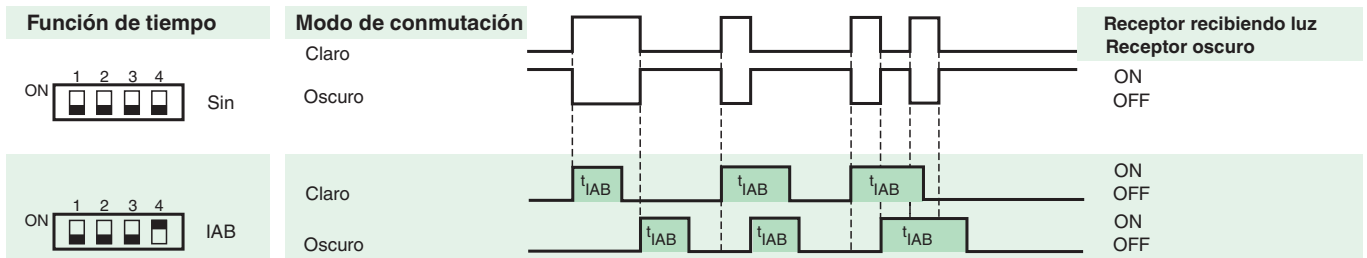 Función de tiempo
Modo de conmutación
Receptor recibiendo luz
Receptor oscuro
Claro
1 2 3 4
ON
Sin
Oscuro
ON
OFF
Claro
tIAB
tIAB
tIAB
ON
OFF
1 2 3 4
ON
IAB
Oscuro
tIAB
tIAB
tIAB
ON
OFF